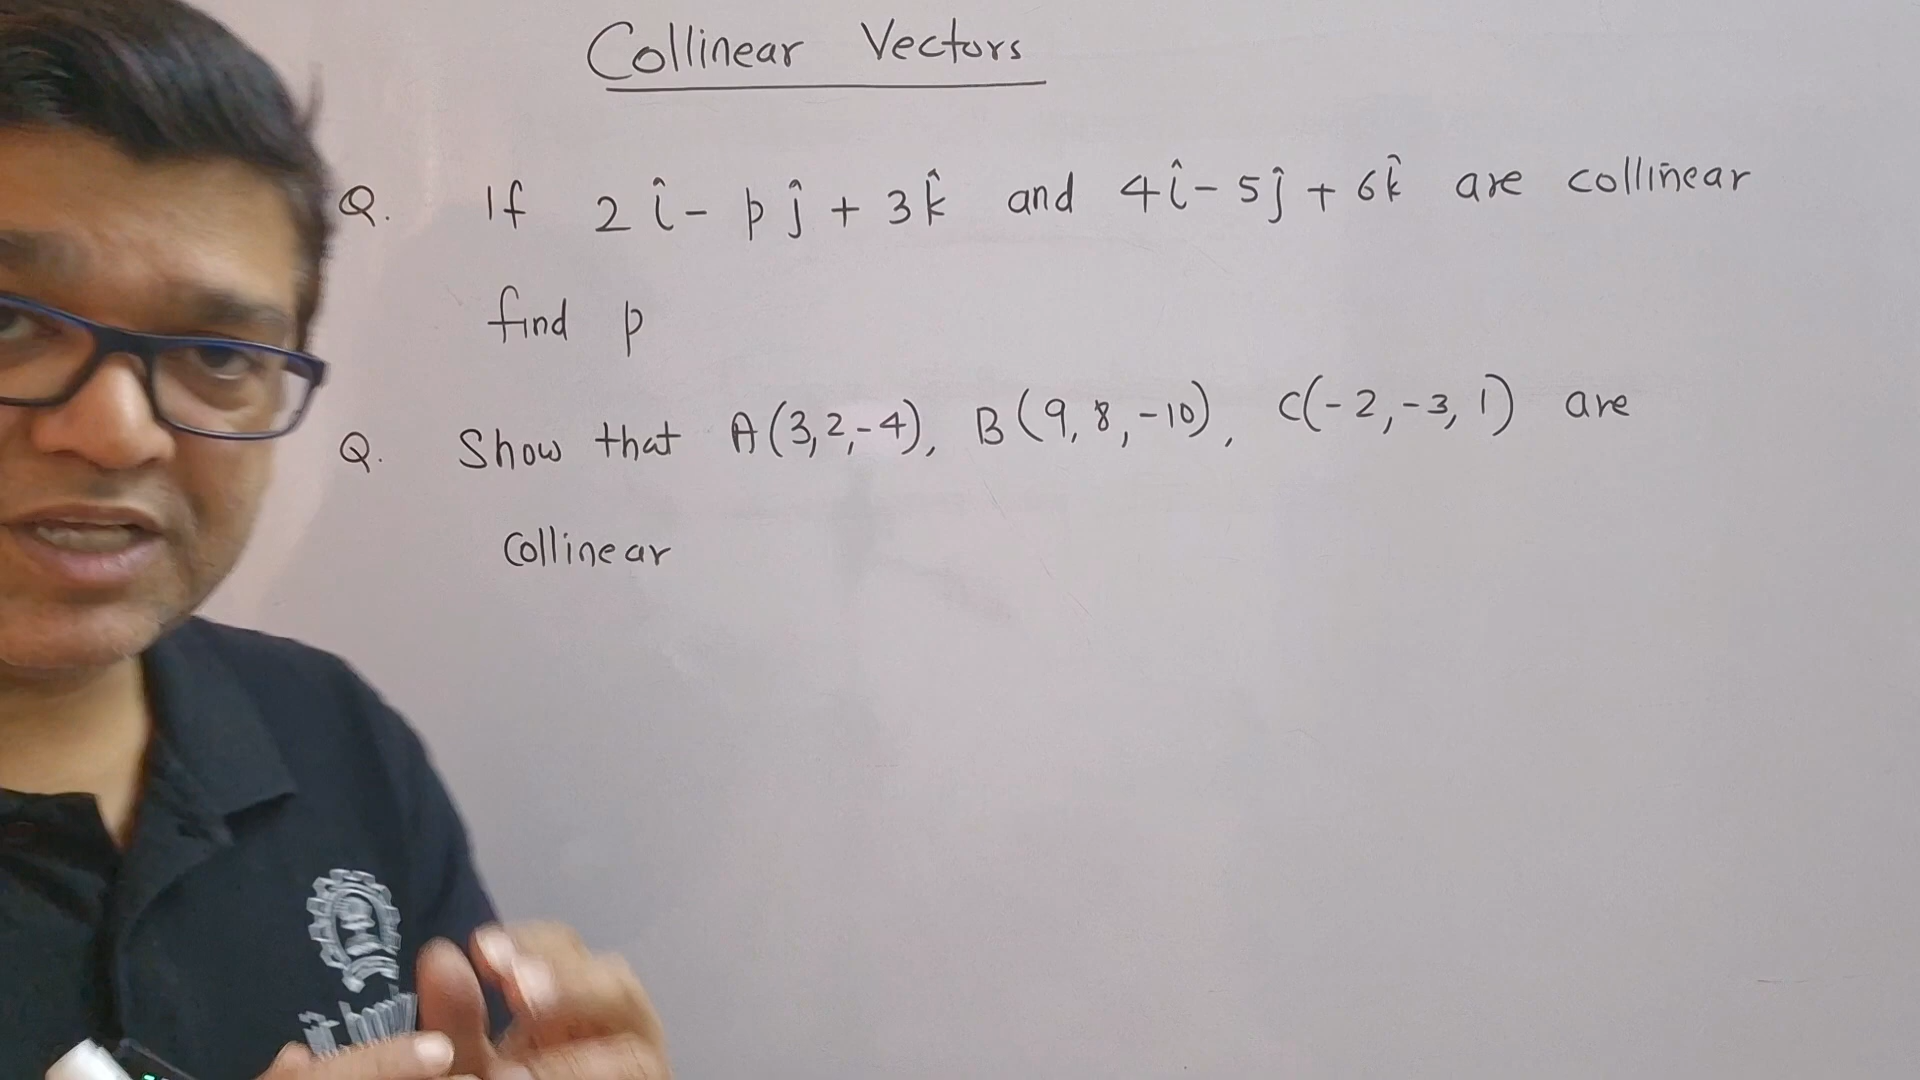 Collinear Vectors
Q. If 2î - pĵ + 3k̂ and 4î - 5ĵ + 6k̂ are collinear
find p
Q. Show that A(3,2,-4), B(9,8,-10), C(-2,-3,1) are
collinear